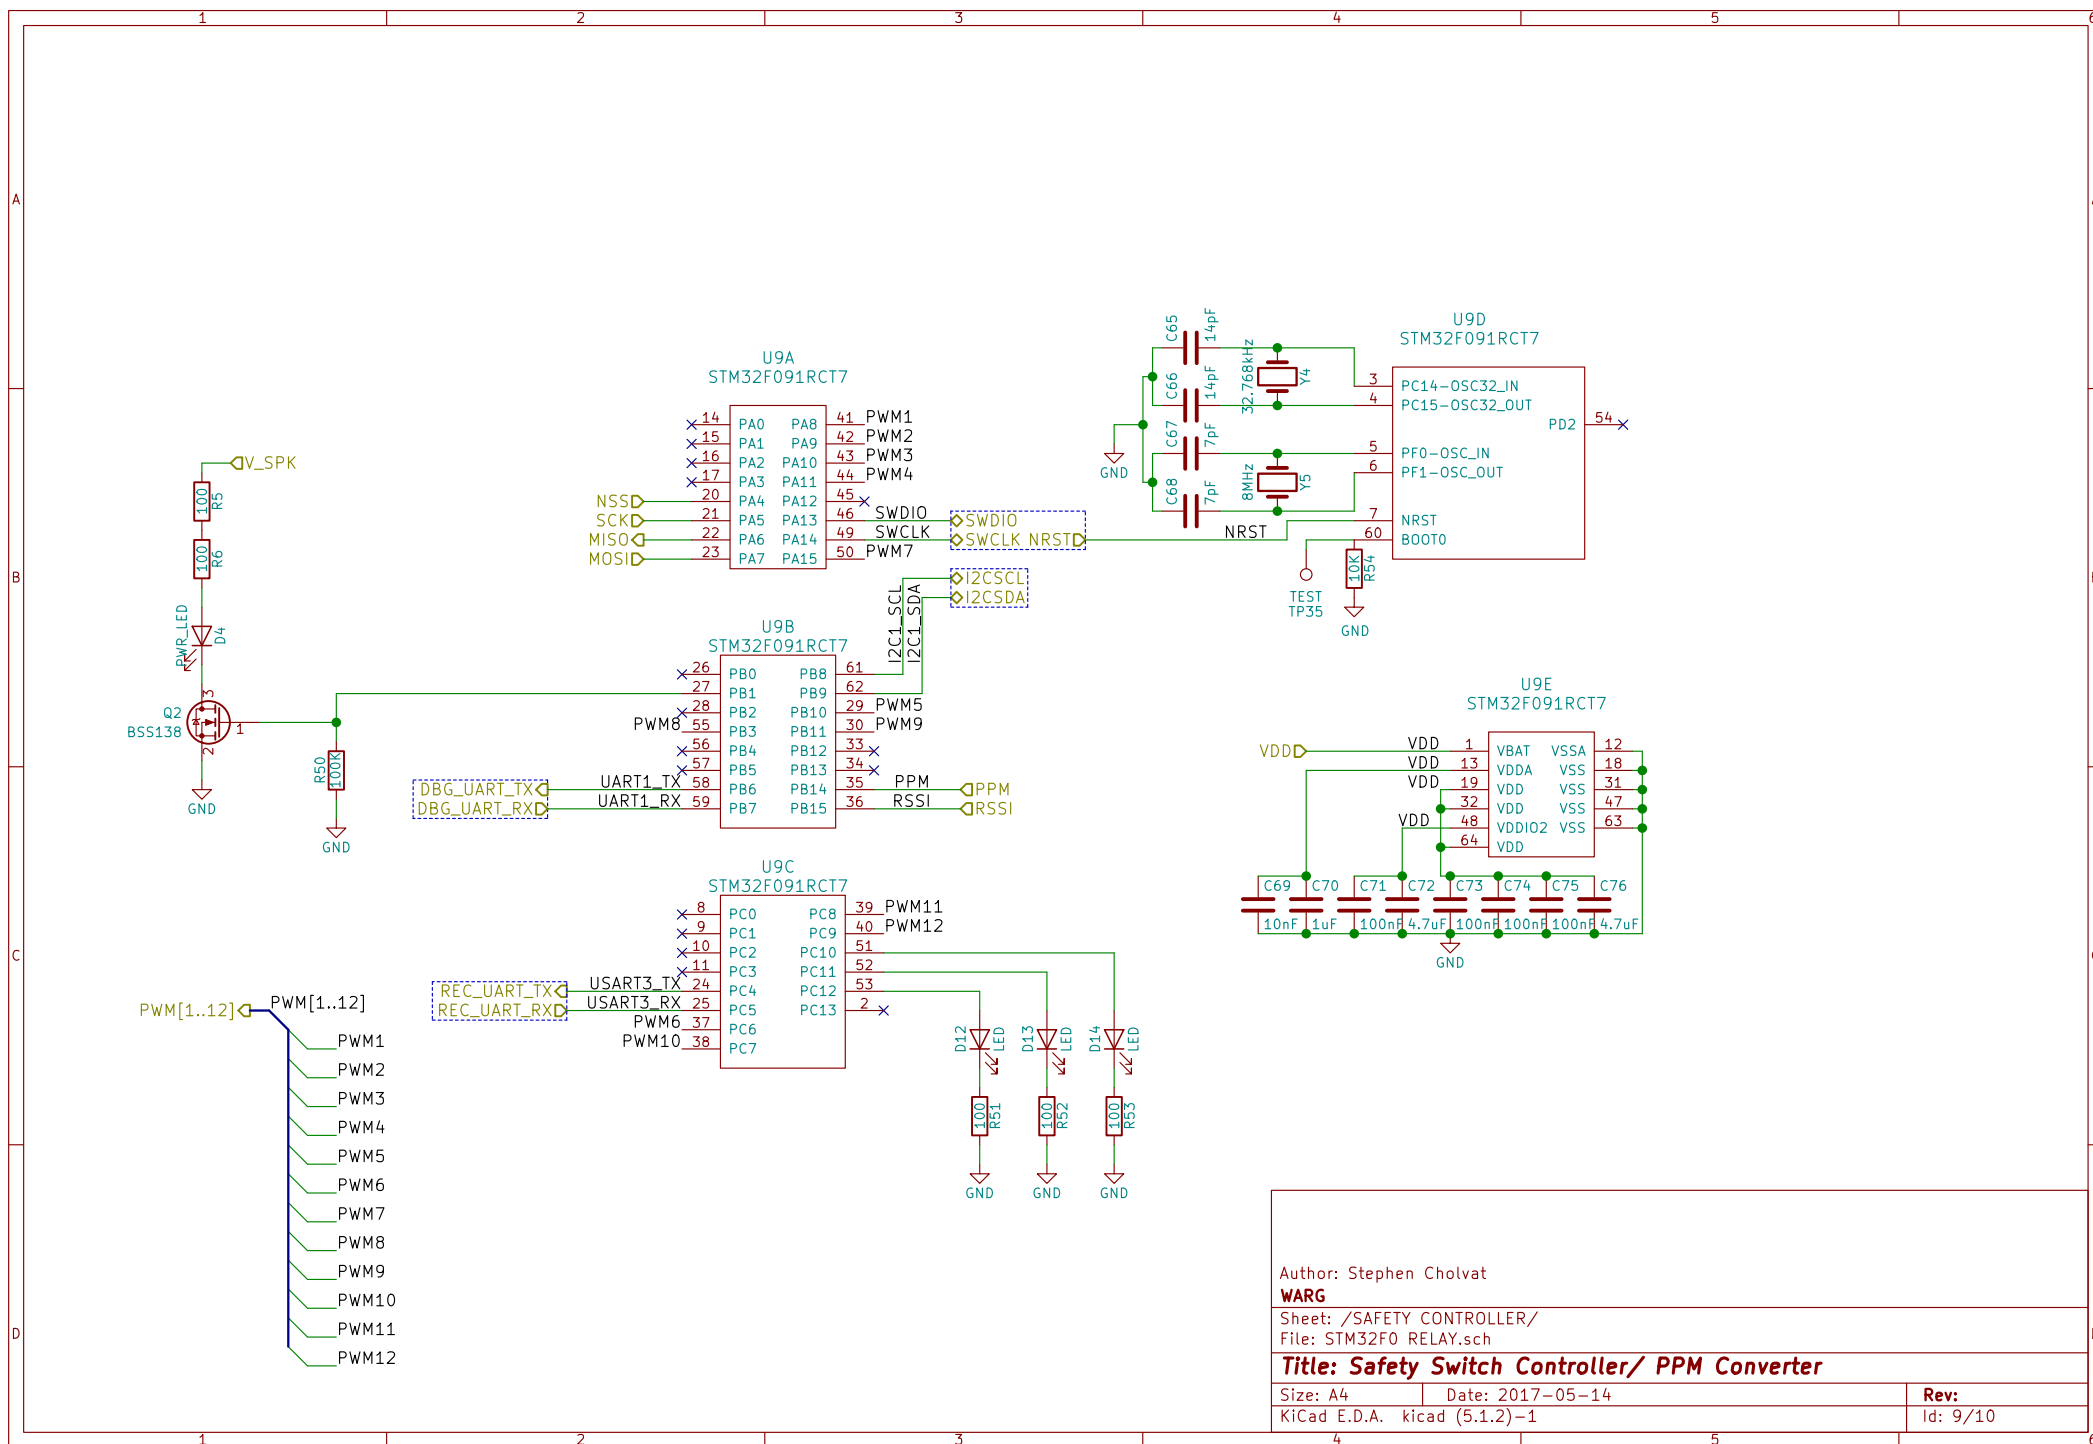 1 2 3 4 5 6
A
B
C
D
V_SPK
100 R5
100 R6
PWR_LED D4
Q2
BSS138
3
1
2
GND
R50 100K
GND
U9A
STM32F091RCT7
14 PA0 PA8 41 PWM1
15 PA1 PA9 42 PWM2
16 PA2 PA10 43 PWM3
17 PA3 PA11 44 PWM4
NSS 20 PA4 PA12 45
SCK 21 PA5 PA13 46 SWDIO SWDIO
MISO 22 PA6 PA14 49 SWCLK SWCLK NRST NRST
MOSI 23 PA7 PA15 50 PWM7
I2CSCL
I2CSDA
I2C1_SCL
I2C1_SDA
U9B
STM32F091RCT7
26 PB0 PB8 61
27 PB1 PB9 62
28 PB2 PB10 29 PWM5
PWM8 55 PB3 PB11 30 PWM9
56 PB4 PB12 33
57 PB5 PB13 34
DBG_UART_TX UART1_TX 58 PB6 PB14 35 PPM PPM
DBG_UART_RX UART1_RX 59 PB7 PB15 36 RSSI RSSI
U9C
STM32F091RCT7
8 PC0 PC8 39 PWM11
9 PC1 PC9 40 PWM12
10 PC2 PC10 51
11 PC3 PC11 52
REC_UART_TX USART3_TX 24 PC4 PC12 53
REC_UART_RX USART3_RX 25 PC5 PC13 2
PWM6 37 PC6
PWM10 38 PC7
D12 LED
D13 LED
D14 LED
100 R51
100 R52
100 R53
GND
GND
GND
PWM[1..12] PWM[1..12]
PWM1
PWM2
PWM3
PWM4
PWM5
PWM6
PWM7
PWM8
PWM9
PWM10
PWM11
PWM12
C65 14pF
C66 14pF
C67 7pF
C68 7pF
32.768kHz Y4
8MHz Y5
GND
U9D
STM32F091RCT7
3 PC14-OSC32_IN
4 PC15-OSC32_OUT
PD2 54
5 PF0-OSC_IN
6 PF1-OSC_OUT
7 NRST
60 BOOT0
10K R54
TEST
TP35
GND
U9E
STM32F091RCT7
VDD VDD 1 VBAT VSSA 12
VDD 13 VDDA VSS 18
VDD 19 VDD VSS 31
32 VDD VSS 47
VDD 48 VDDIO2 VSS 63
64 VDD
C69 C70 C71 C72 C73 C74 C75 C76
10nF 1uF 100nF 4.7uF 100nF 100nF 100nF 4.7uF
GND
Author: Stephen Cholvat
WARG
Sheet: /SAFETY CONTROLLER/
File: STM32F0 RELAY.sch
Title: Safety Switch Controller/ PPM Converter
Size: A4 Date: 2017-05-14 Rev:
KiCad E.D.A. kicad (5.1.2)-1 Id: 9/10
1 2 3 4 5 6